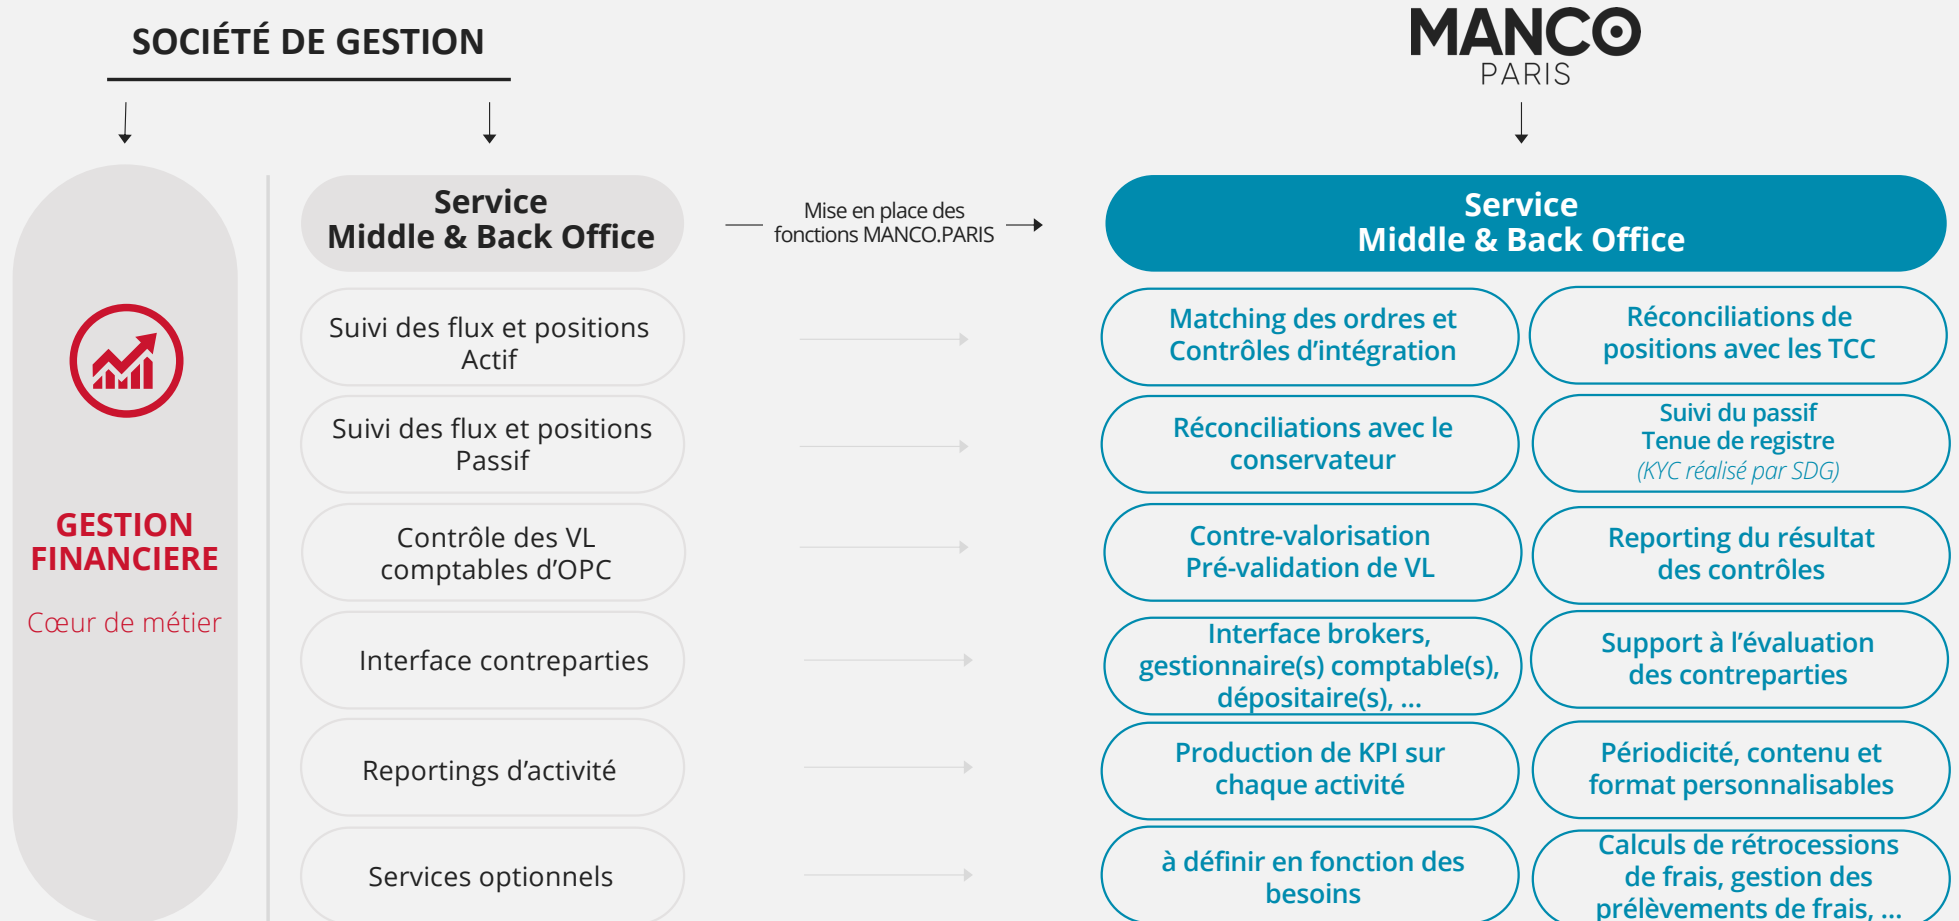 SOCIÉTÉ DE GESTION
MANCO
PARIS
GESTION
FINANCIERE
Cœur de métier
Service
Middle & Back Office
Mise en place des
fonctions MANCO.PARIS
Service
Middle & Back Office
Suivi des flux et positions
Actif
Matching des ordres et
Contrôles d’intégration
Réconciliations de
positions avec les TCC
Suivi des flux et positions
Passif
Réconciliations avec le
conservateur
Suivi du passif
Tenue de registre
(KYC réalisé par SDG)
Contrôle des VL
comptables d’OPC
Contre-valorisation
Pré-validation de VL
Reporting du résultat
des contrôles
Interface contreparties
Interface brokers,
gestionnaire(s) comptable(s),
dépositaire(s), ...
Support à l’évaluation
des contreparties
Reportings d’activité
Production de KPI sur
chaque activité
Périodicité, contenu et
format personnalisables
Services optionnels
à définir en fonction des
besoins
Calculs de rétrocessions
de frais, gestion des
prélèvements de frais, ...